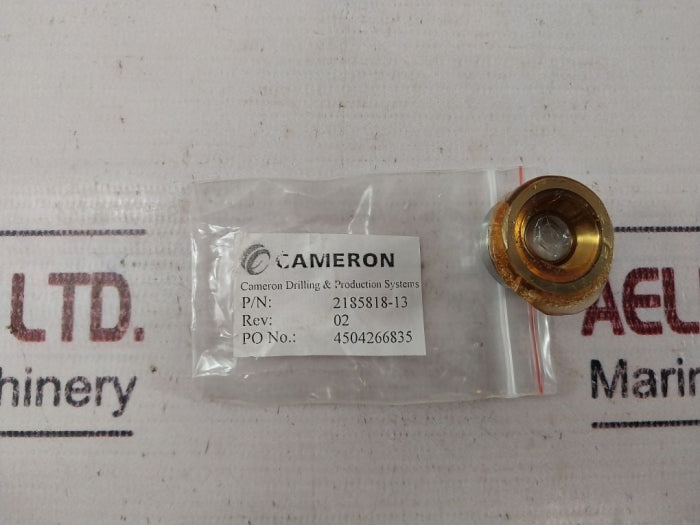 CAMERON
Cameron Drilling & Production Systems
P/N: 2185818-13
Rev: 02
PO No.: 4504266835
LTD.
hinery
AEL
Marin